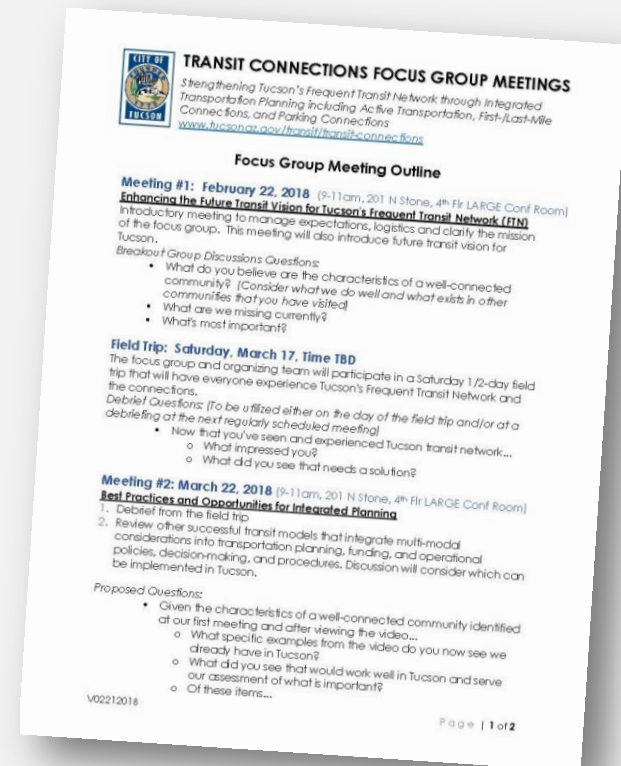 CITY OF
TUCSON
TRANSIT CONNECTIONS FOCUS GROUP MEETINGS
Strengthening Tucson's Frequent Transit Network through Integrated
Transportation Planning including Active Transportation, First-/Last-Mile
Connections, and Parking Connections
www.tucsonaz.gov/transit/transit-connections
Focus Group Meeting Outline
Meeting #1: February 22, 2018 (9-11am, 201 N Stone, 4th Flr LARGE Conf Room)
Enhancing the Future Transit Vision for Tucson's Frequent Transit Network (FTN)
Introductory meeting to manage expectations, logistics and clarify the mission
of the focus group. This meeting will also introduce future transit vision for
Tucson.
Breakout Group Discussions Questions:
• What do you believe are the characteristics of a well-connected
community? (Consider what we do well and what exists in other
communities that you have visited)
• What are we missing currently?
• What's most important?
Field Trip: Saturday, March 17, Time TBD
The focus group and organizing team will participate in a Saturday 1/2-day field
trip that will have everyone experience Tucson's Frequent Transit Network and
the connections.
Debrief Questions: (To be utilized either on the day of the field trip and/or at a
debriefing at the next regularly scheduled meeting)
• Now that you've seen and experienced Tucson transit network...
o What impressed you?
o What did you see that needs a solution?
Meeting #2: March 22, 2018 (9-11am, 201 N Stone, 4th Flr LARGE Conf Room)
Best Practices and Opportunities for Integrated Planning
1. Debrief from the field trip
2. Review other successful transit models that integrate multi-modal
considerations into transportation planning, funding, and operational
policies, decision-making, and procedures. Discussion will consider which can
be implemented in Tucson.
Proposed Questions:
• Given the characteristics of a well-connected community identified
at our first meeting and after viewing the video...
o What specific examples from the video do you now see we
already have in Tucson?
o What did you see that would work well in Tucson and serve
our assessment of what is important?
o Of these items...
V02212018
Page | 1 of 2